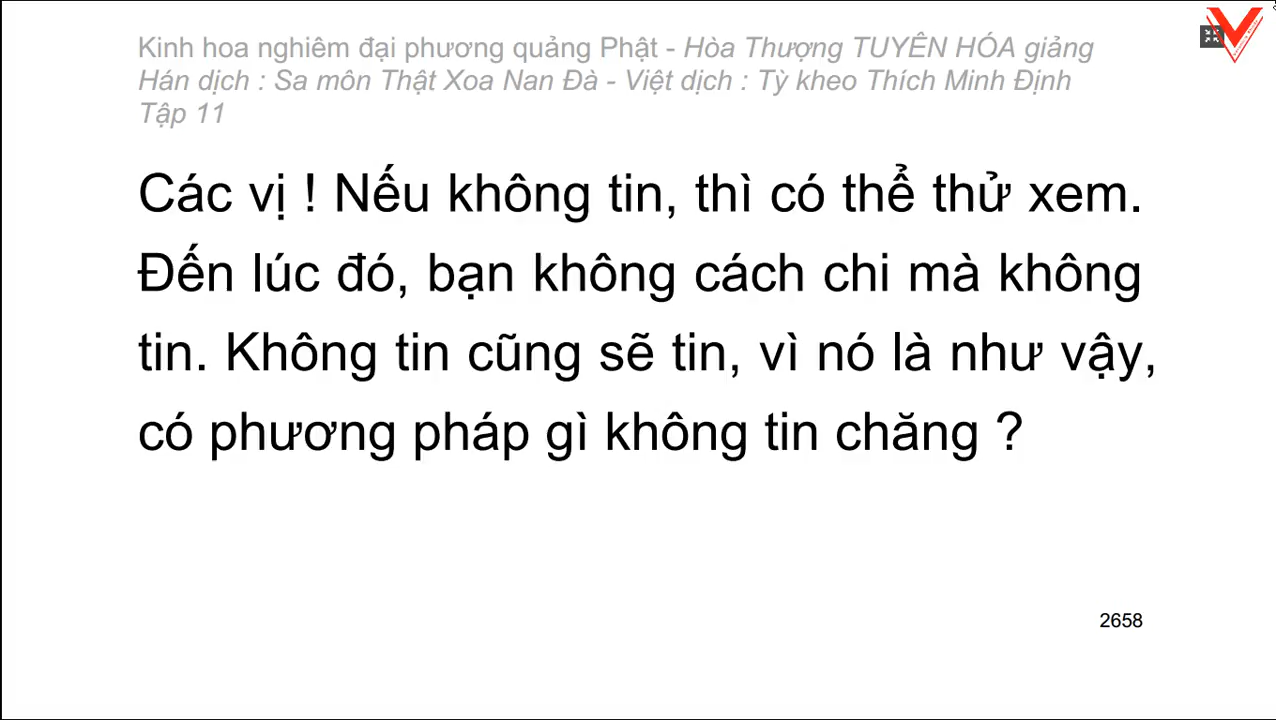 Kinh hoa nghiêm đại phương quảng Phật - Hòa Thượng TUYÊN HÓA giảng
Hán dịch : Sa môn Thật Xoa Nan Đà - Việt dịch : Tỳ kheo Thích Minh Định
Tập 11
Các vị ! Nếu không tin, thì có thể thử xem.
Đến lúc đó, bạn không cách chi mà không
tin. Không tin cũng sẽ tin, vì nó là như vậy,
có phương pháp gì không tin chăng ?
2658